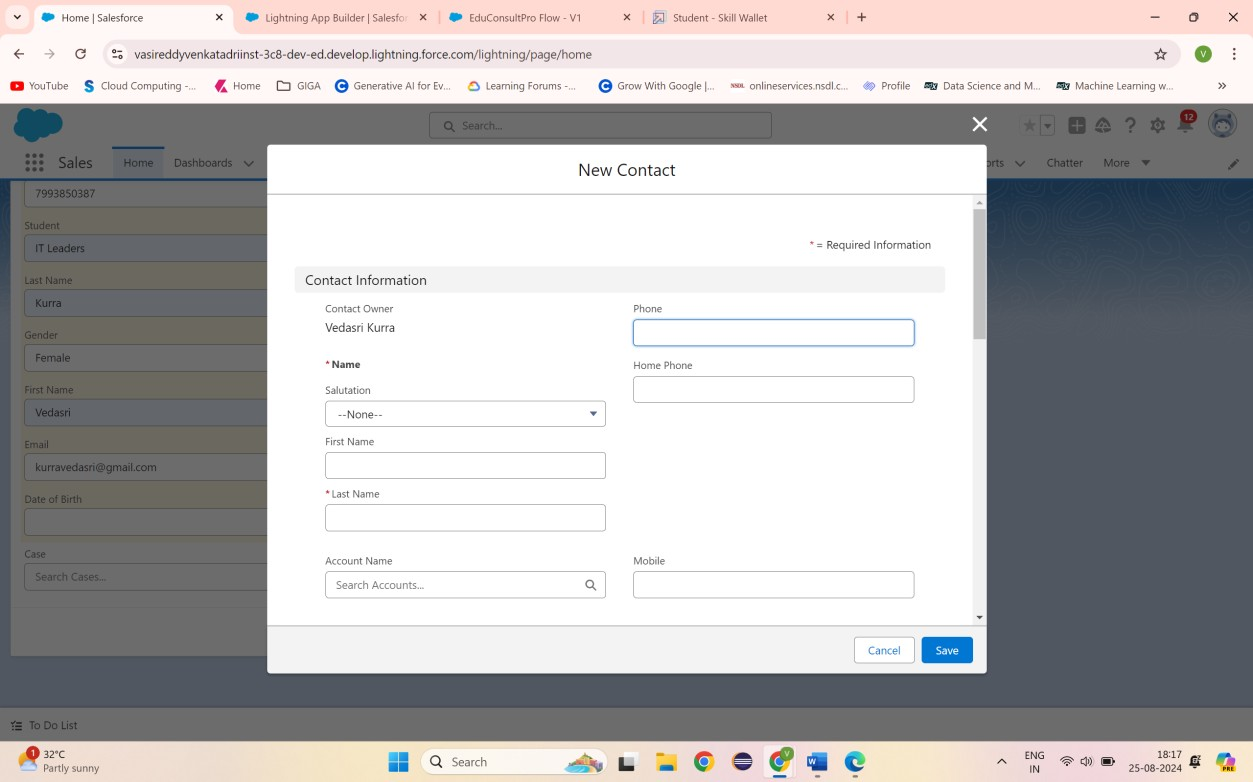 Home | Salesforce
Lightning App Builder | Salesfor
EduConsultPro Flow - V1
Student - Skill Wallet
vasireddyvenkatadriinst-3c8-dev-ed.develop.lightning.force.com/lightning/page/home
V
YouTube
Cloud Computing -...
Home
GIGA
Generative AI for Ev...
Learning Forums -...
Grow With Google |...
NSDL
onlineservices.nsdl.c...
Profile
Data Science and M...
Machine Learning w...
Search...
12
Sales
Home
Dashboards
orts
Chatter
More
New Contact
* = Required Information
Contact Information
Contact Owner
Vedasri Kurra
Phone
* Name
Home Phone
Salutation
--None--
First Name
* Last Name
Account Name
Search Accounts...
Mobile
Cancel
Save
7993850387
Student
IT Leaders
Last Name
Kurra
Gender
Female
First Name
Vedasri
Email
kurravedasri@gmail.com
Date of Birth
Case
Search Cases...
To Do List
1
32°C
Partly sunny
Search
V
W
ENG
IN
18:17
25-08-2024
PRE